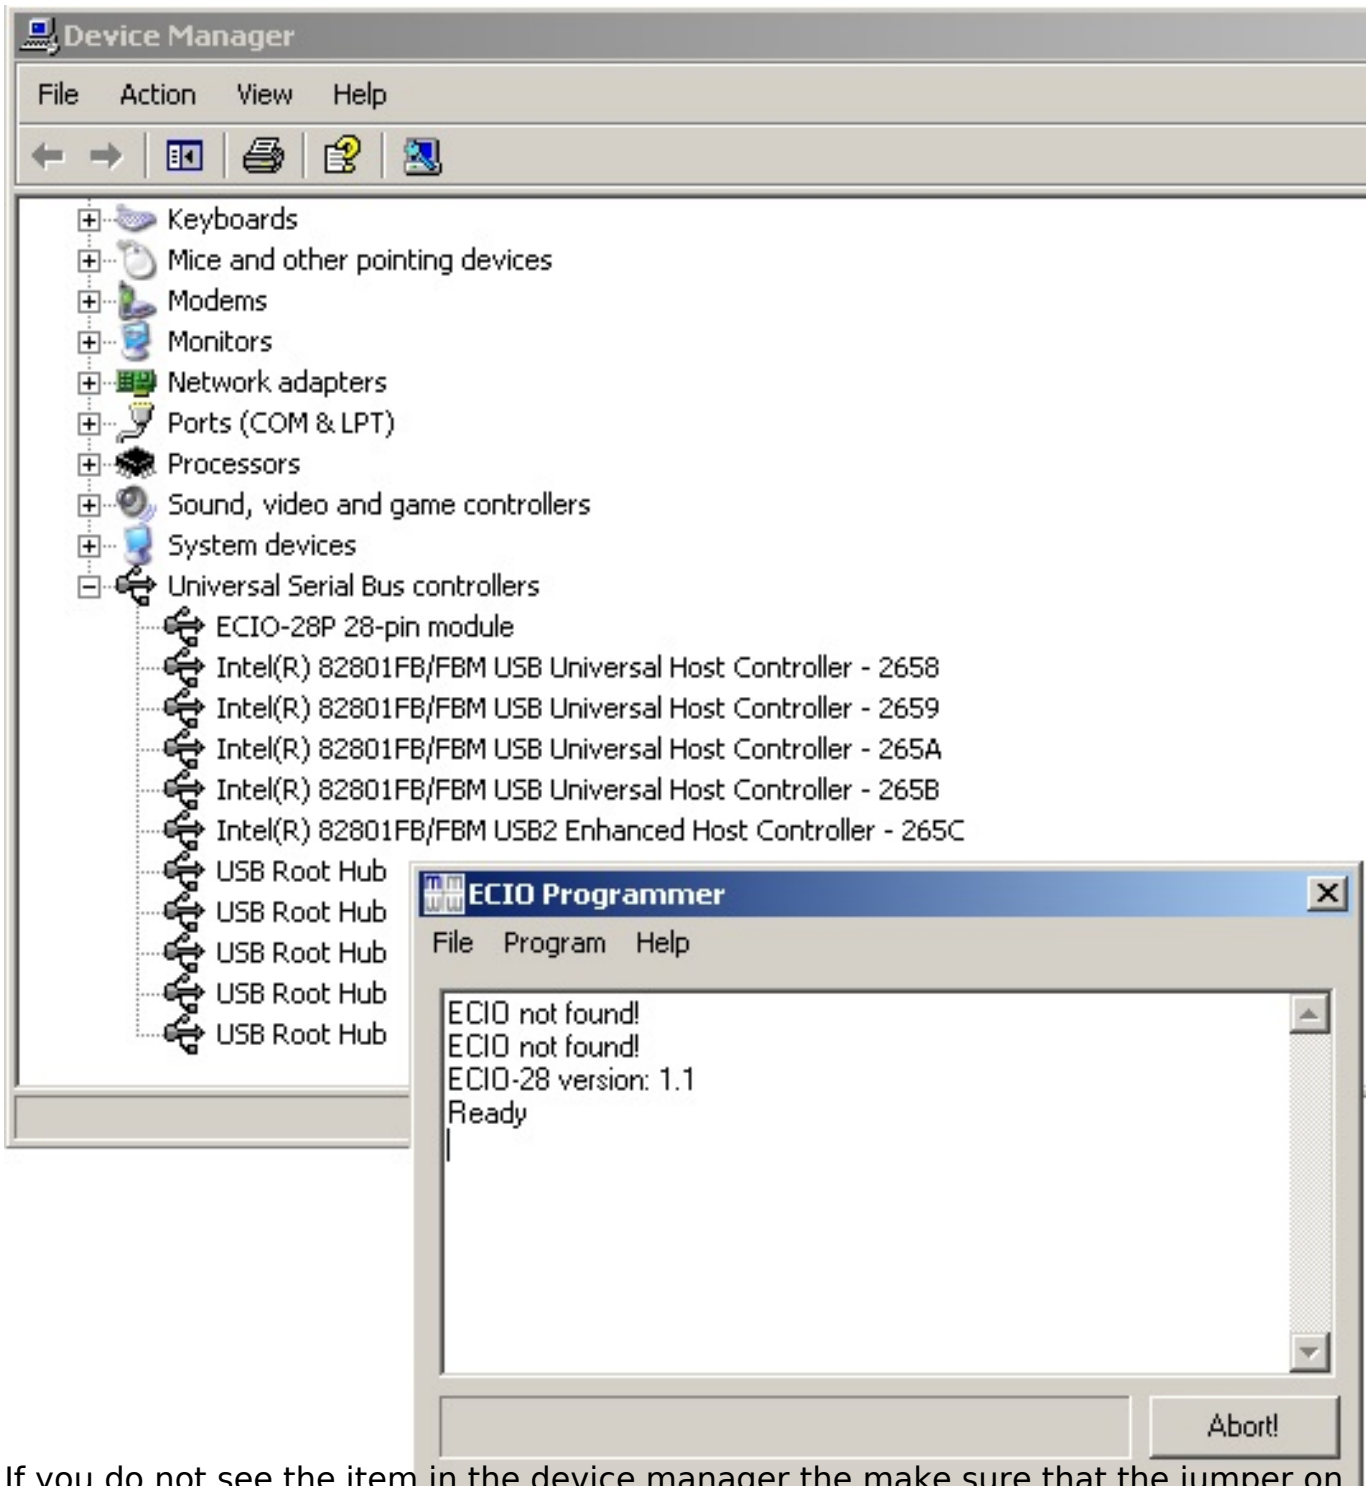 Device Manager
File Action View Help
Keyboards
Mice and other pointing devices
Modems
Monitors
Network adapters
Ports (COM & LPT)
Processors
Sound, video and game controllers
System devices
Universal Serial Bus controllers
ECIO-28P 28-pin module
Intel(R) 82801FB/FBM USB Universal Host Controller - 2658
Intel(R) 82801FB/FBM USB Universal Host Controller - 2659
Intel(R) 82801FB/FBM USB Universal Host Controller - 265A
Intel(R) 82801FB/FBM USB Universal Host Controller - 265B
Intel(R) 82801FB/FBM USB2 Enhanced Host Controller - 265C
USB Root Hub
USB Root Hub
USB Root Hub
USB Root Hub
USB Root Hub
ECIO Programmer
File Program Help
ECIO not found!
ECIO not found!
ECIO-28 version: 1.1
Ready
Abort!
If you do not see the item in the device manager the make sure that the jumper on